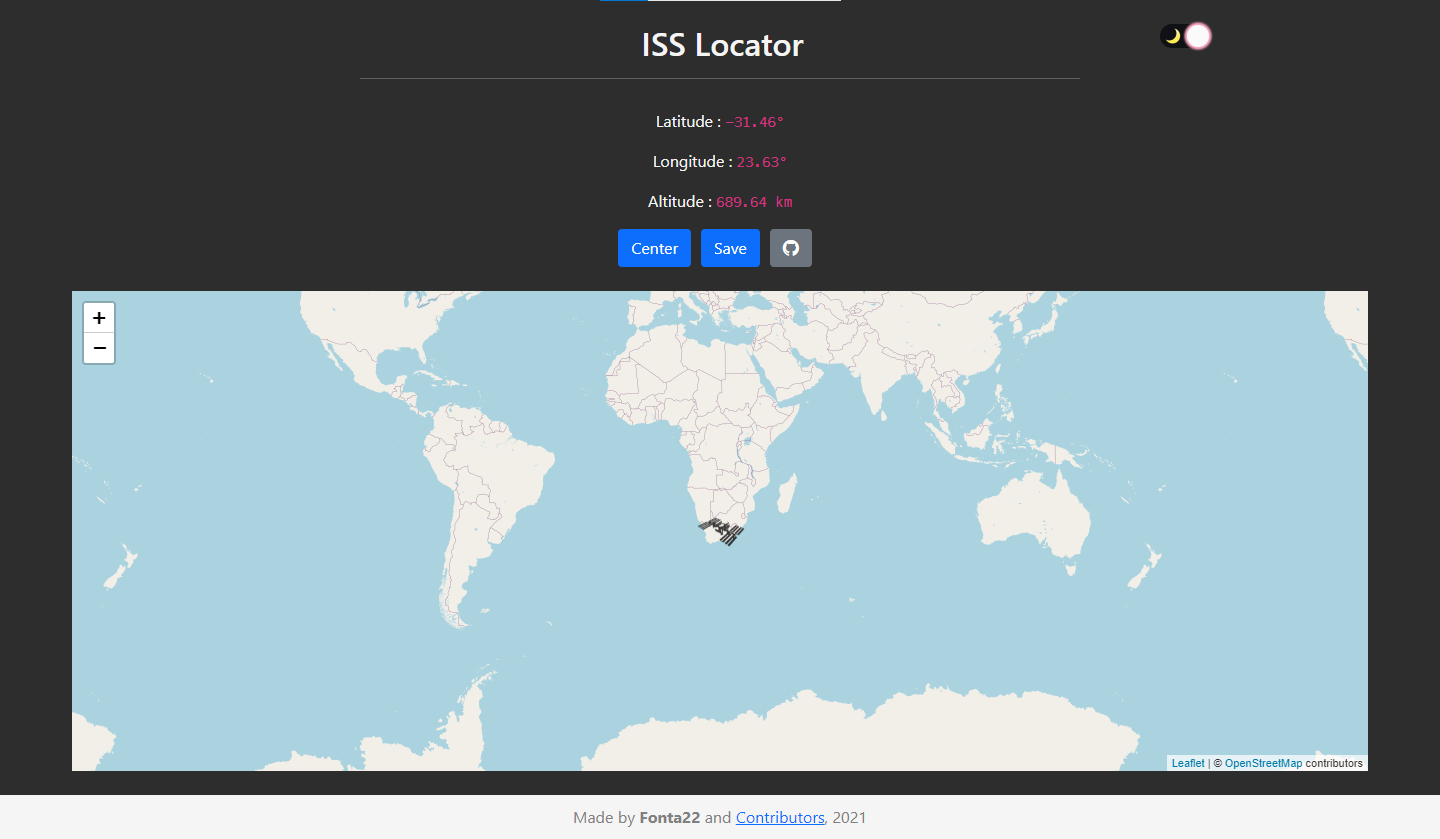 ISS Locator
Latitude : −31.46°
Longitude : 23.63°
Altitude : 689.64 km
Center Save
+
−
Leaflet | © OpenStreetMap contributors
Made by Fonta22 and Contributors, 2021